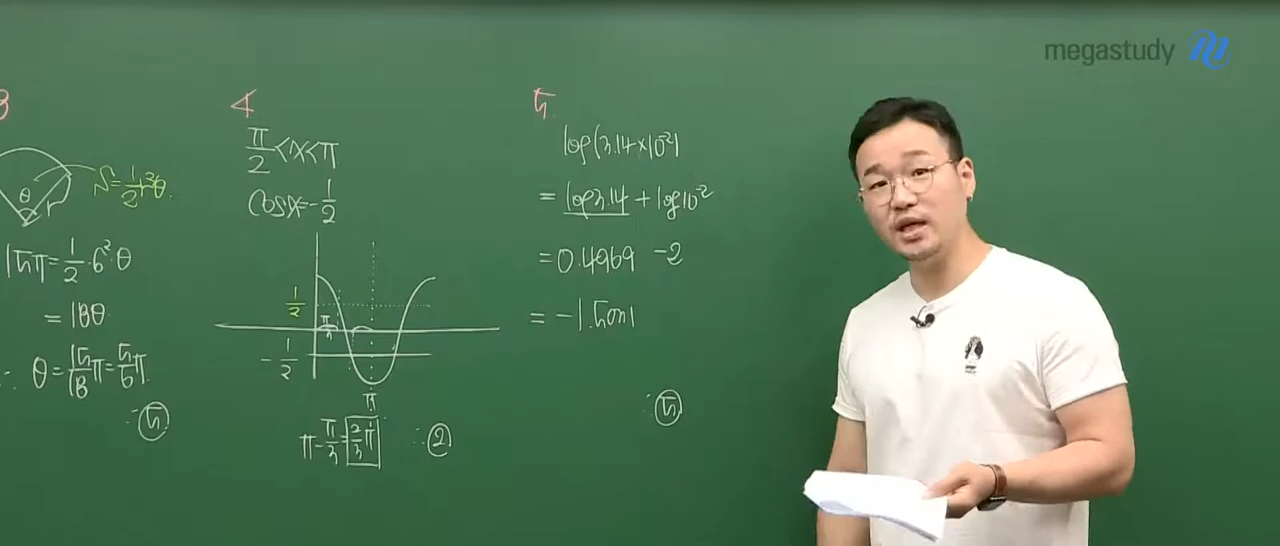 megastudy
3
θ
r
S=1/2r²θ
15π=1/2·6²·θ
=18θ
∴ θ=15/18π=5/6π
∴⑤
4
π/2<x<π
cosx=-1/2
1/2
π/3
-1/2
π
π-π/3=2/3π
∴②
5.
log(3.14×10⁻²)
=log3.14+log10⁻²
=0.4969 -2
=-1.5031
∴⑤